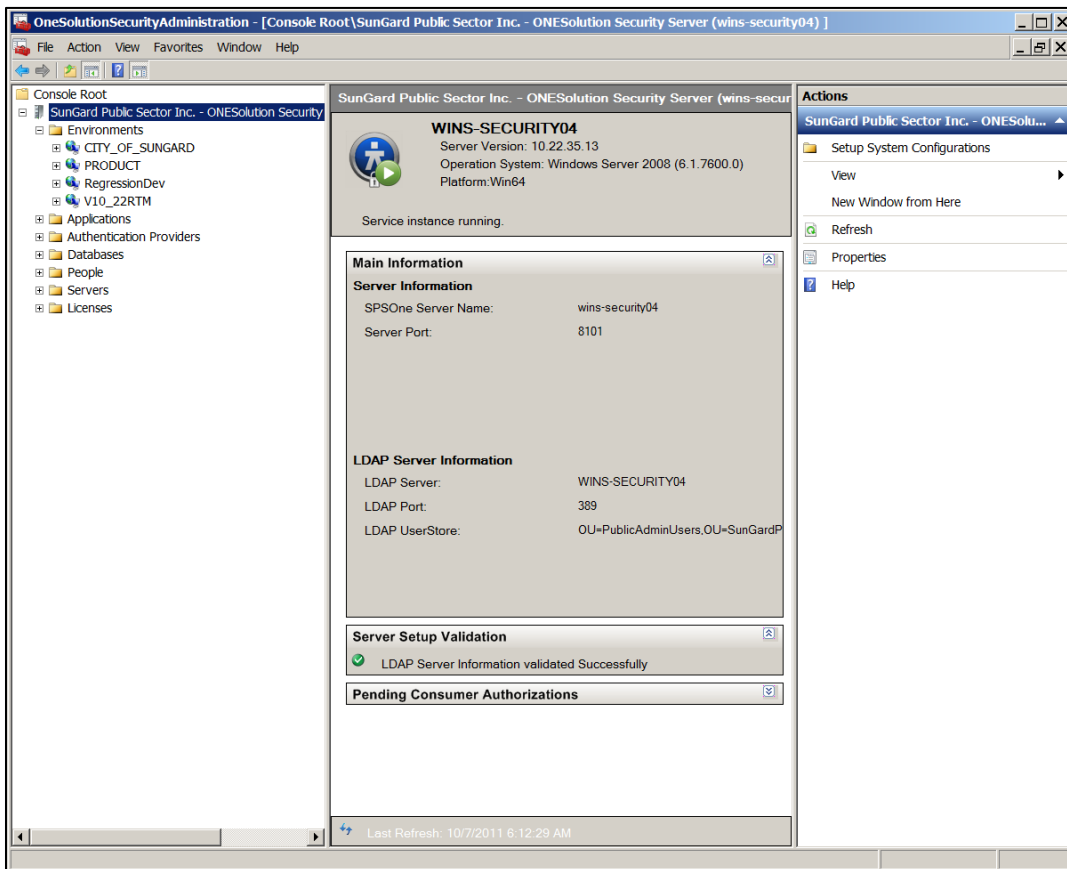 OneSolutionSecurityAdministration - [Console Root\SunGard Public Sector Inc. - ONESolution Security Server (wins-security04) ]
File Action View Favorites Window Help
Console Root
SunGard Public Sector Inc. - ONESolution Security
Environments
CITY_OF_SUNGARD
PRODUCT
RegressionDev
V10_22RTM
Applications
Authentication Providers
Databases
People
Servers
Licenses
SunGard Public Sector Inc. - ONESolution Security Server (wins-secur
WINS-SECURITY04
Server Version: 10.22.35.13
Operation System: Windows Server 2008 (6.1.7600.0)
Platform:Win64
Service instance running.
Main Information
Server Information
SPSOne Server Name: wins-security04
Server Port: 8101
LDAP Server Information
LDAP Server: WINS-SECURITY04
LDAP Port: 389
LDAP UserStore: OU=PublicAdminUsers,OU=SunGardP
Server Setup Validation
LDAP Server Information validated Successfully
Pending Consumer Authorizations
Last Refresh: 10/7/2011 6:12:29 AM
Actions
SunGard Public Sector Inc. - ONESolu...
Setup System Configurations
View
New Window from Here
Refresh
Properties
Help